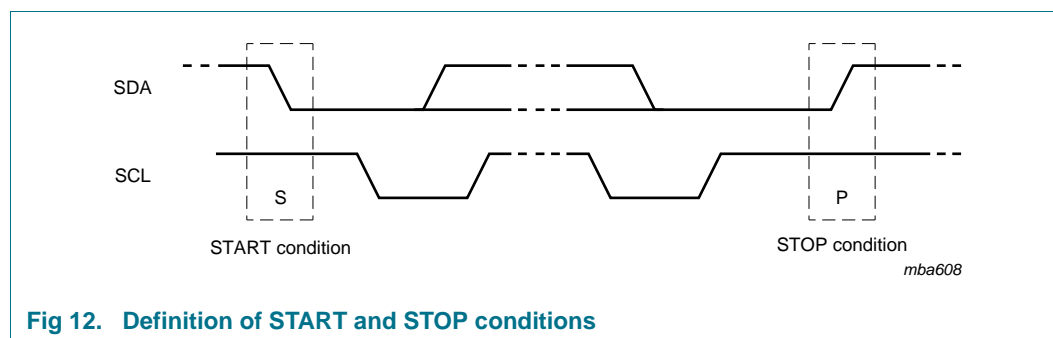 SDA
SCL
S
P
START condition
STOP condition
mba608
Fig 12. Definition of START and STOP conditions